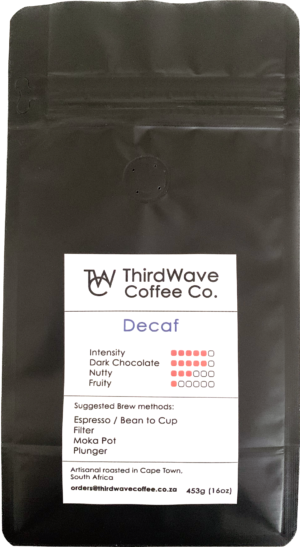 TWC ThirdWave
Coffee Co.
Decaf
Intensity
Dark Chocolate
Nutty
Fruity
Suggested Brew methods:
Espresso / Bean to Cup
Filter
Moka Pot
Plunger
Artisanal roasted in Cape Town,
South Africa
orders@thirdwavecoffee.co.za 453g (16oz)